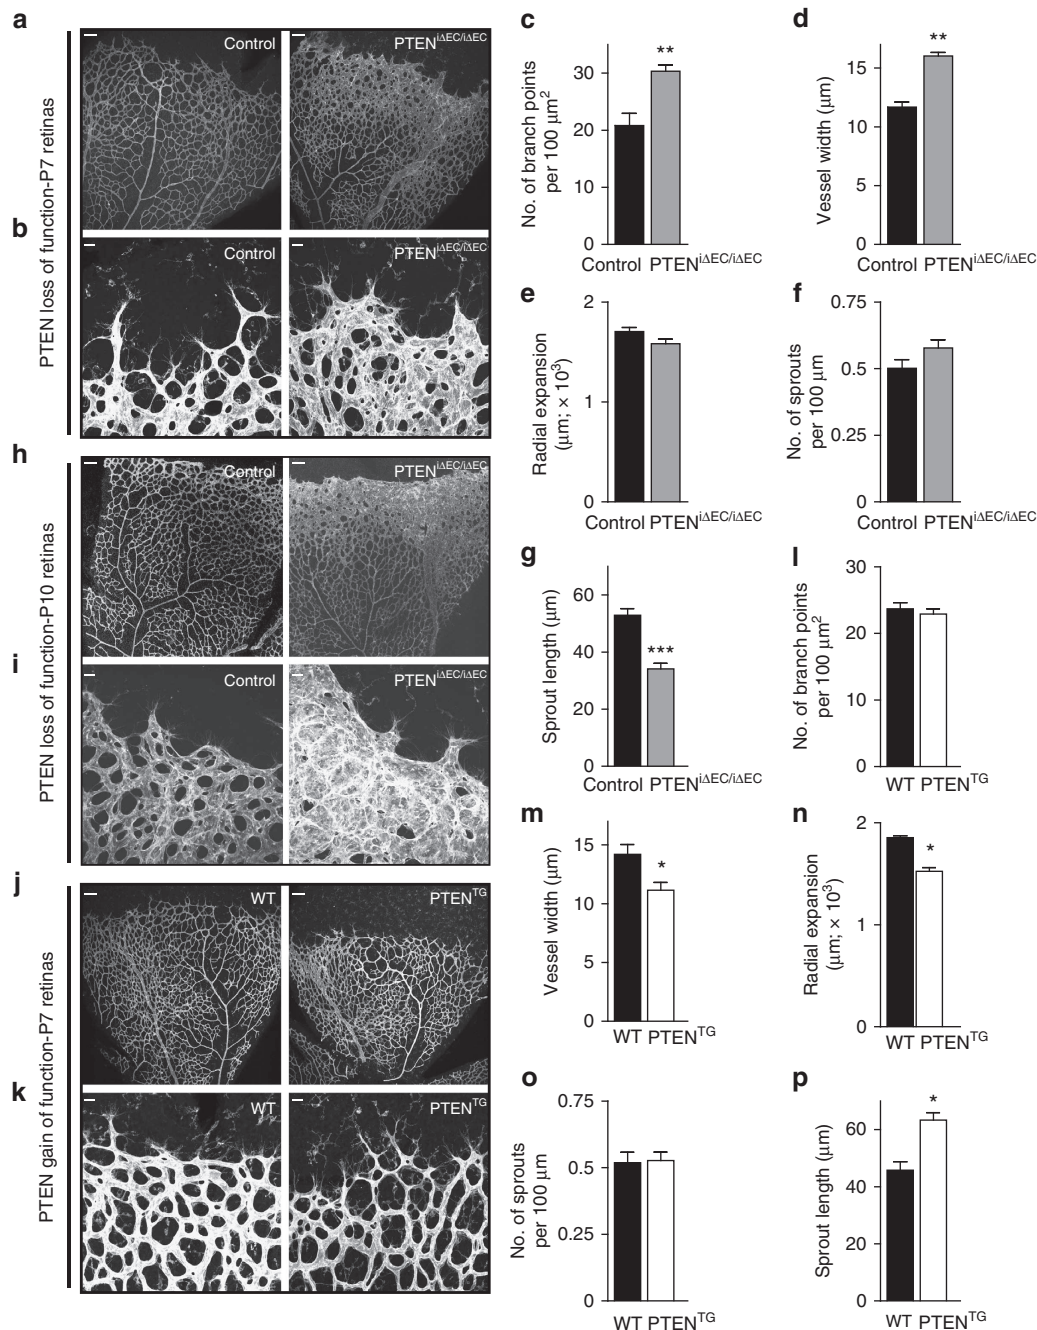 a
PTEN loss of function-P7 retinas
Control
PTEN^iΔEC/iΔEC
b
Control
PTEN^iΔEC/iΔEC
c
No. of branch points
per 100 μm²
30
20
10
0
**
Control PTEN^iΔEC/iΔEC
d
Vessel width (μm)
15
10
5
0
**
Control PTEN^iΔEC/iΔEC
e
Radial expansion
(μm; × 10³)
2
1
0
Control PTEN^iΔEC/iΔEC
f
No. of sprouts
per 100 μm
0.75
0.5
0.25
0
Control PTEN^iΔEC/iΔEC
h
PTEN loss of function-P10 retinas
Control
PTEN^iΔEC/iΔEC
i
Control
PTEN^iΔEC/iΔEC
g
Sprout length (μm)
60
40
20
0
***
Control PTEN^iΔEC/iΔEC
l
No. of branch points
per 100 μm²
30
20
10
0
WT PTEN^TG
m
Vessel width (μm)
15
10
5
0
*
WT PTEN^TG
n
Radial expansion
(μm; × 10³)
2
1
0
*
WT PTEN^TG
j
PTEN gain of function-P7 retinas
WT
PTEN^TG
k
WT
PTEN^TG
o
No. of sprouts
per 100 μm
0.75
0.5
0.25
0
WT PTEN^TG
p
Sprout length (μm)
60
40
20
0
*
WT PTEN^TG